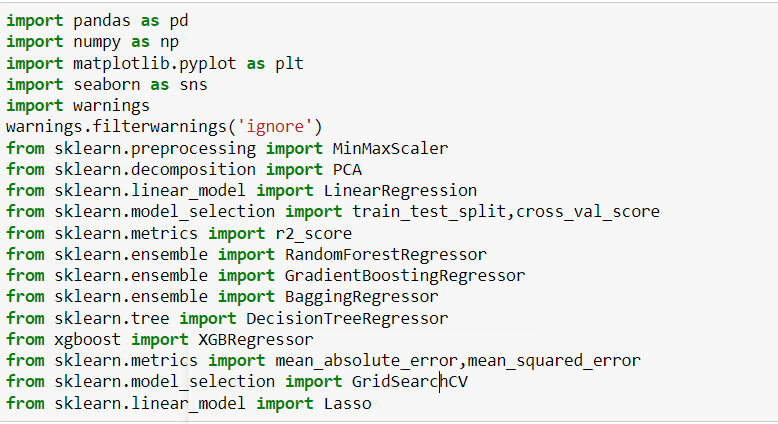 import pandas as pd
import numpy as np
import matplotlib.pyplot as plt
import seaborn as sns
import warnings
warnings.filterwarnings('ignore')
from sklearn.preprocessing import MinMaxScaler
from sklearn.decomposition import PCA
from sklearn.linear_model import LinearRegression
from sklearn.model_selection import train_test_split,cross_val_score
from sklearn.metrics import r2_score
from sklearn.ensemble import RandomForestRegressor
from sklearn.ensemble import GradientBoostingRegressor
from sklearn.ensemble import BaggingRegressor
from sklearn.tree import DecisionTreeRegressor
from xgboost import XGBRegressor
from sklearn.metrics import mean_absolute_error,mean_squared_error
from sklearn.model_selection import GridSearchCV
from sklearn.linear_model import Lasso